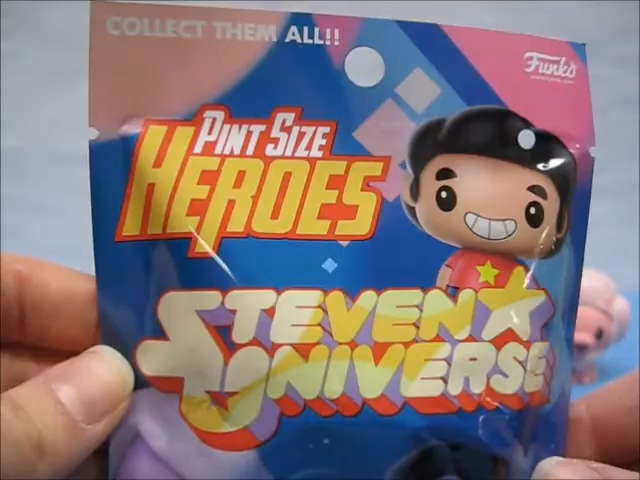 COLLECT THEM ALL!!
Funko
PINT SIZE
HEROES
STEVEN
UNIVERSE